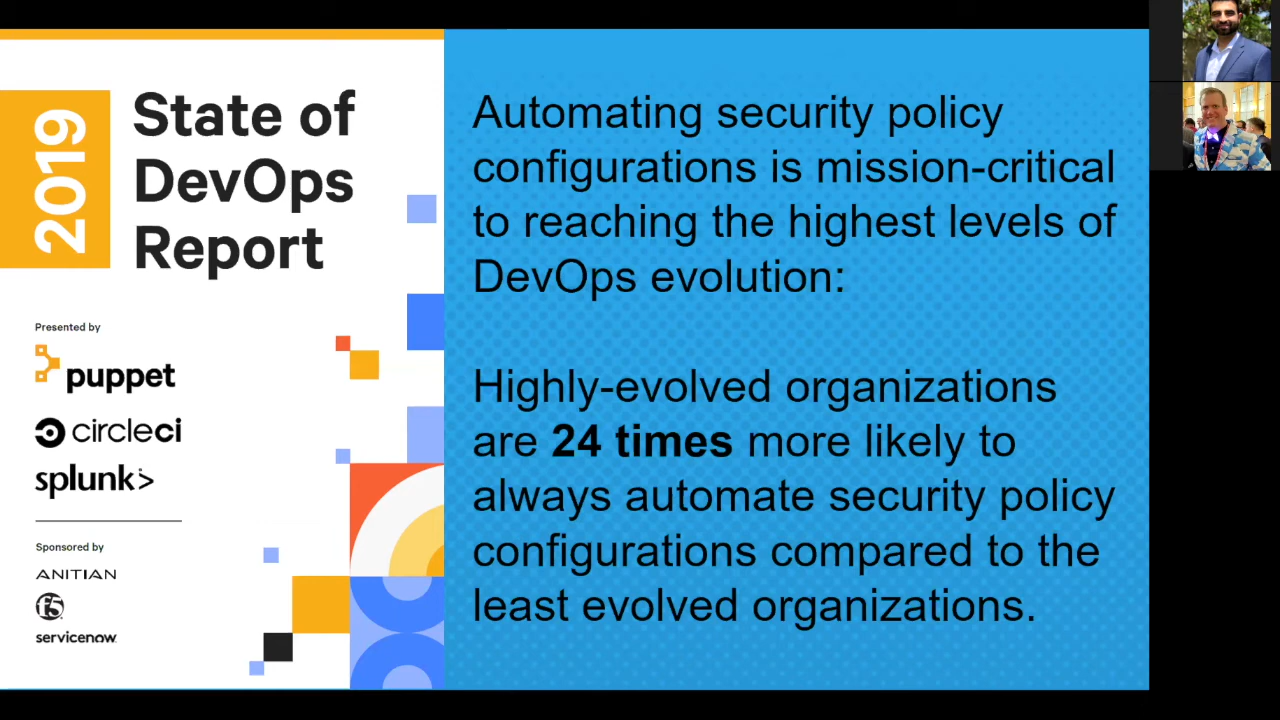 2019
State of
DevOps
Report
Presented by
puppet
circleci
splunk>
Sponsored by
ANITIAN
f5
servicenow
Automating security policy
configurations is mission-critical
to reaching the highest levels of
DevOps evolution:
Highly-evolved organizations
are 24 times more likely to
always automate security policy
configurations compared to the
least evolved organizations.